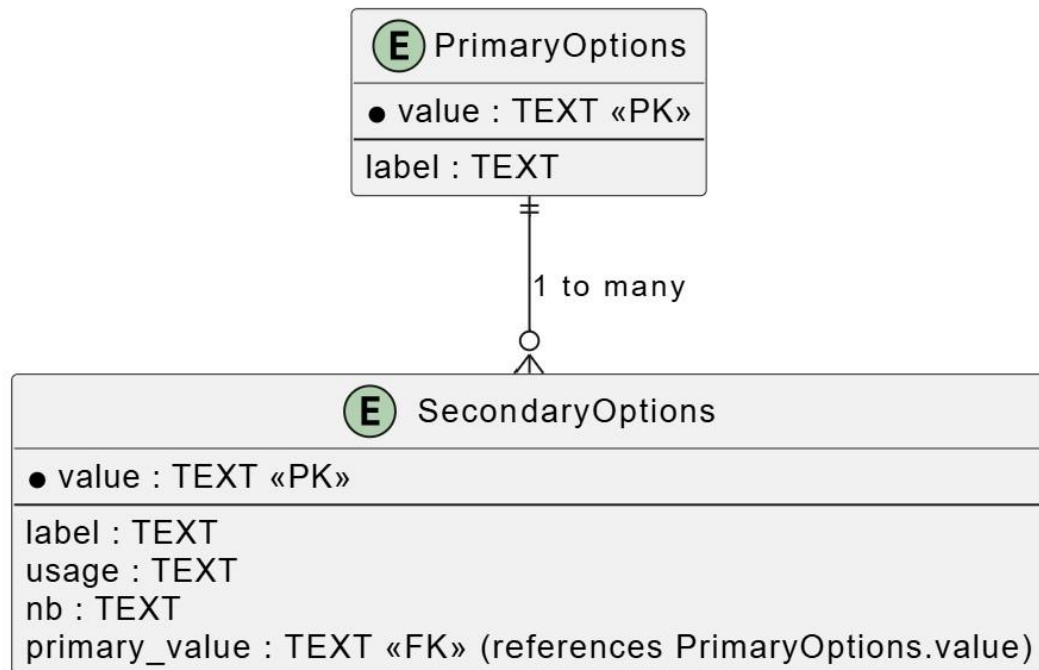 E PrimaryOptions
● value : TEXT «PK»
label : TEXT
1 to many
E SecondaryOptions
● value : TEXT «PK»
label : TEXT
usage : TEXT
nb : TEXT
primary_value : TEXT «FK» (references PrimaryOptions.value)